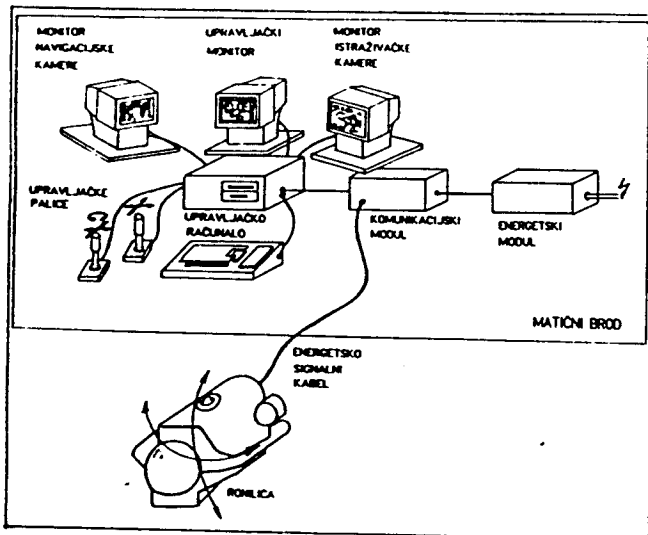 MONITOR
NAVIGACIJSKE
KAMERE
UPRAVLJAČKI
MONITOR
MONITOR
ISTRAŽIVAČKE
KAMERE
UPRAVLJAČKE
PALICE
UPRAVLJAČKO
RAČUNALO
KOMUNIKACIJSKI
MODUL
ENERGETSKI
MODUL
MATIČNI BROD
ENERGETSKO
SIGNALNI
KABEL
RONILICA